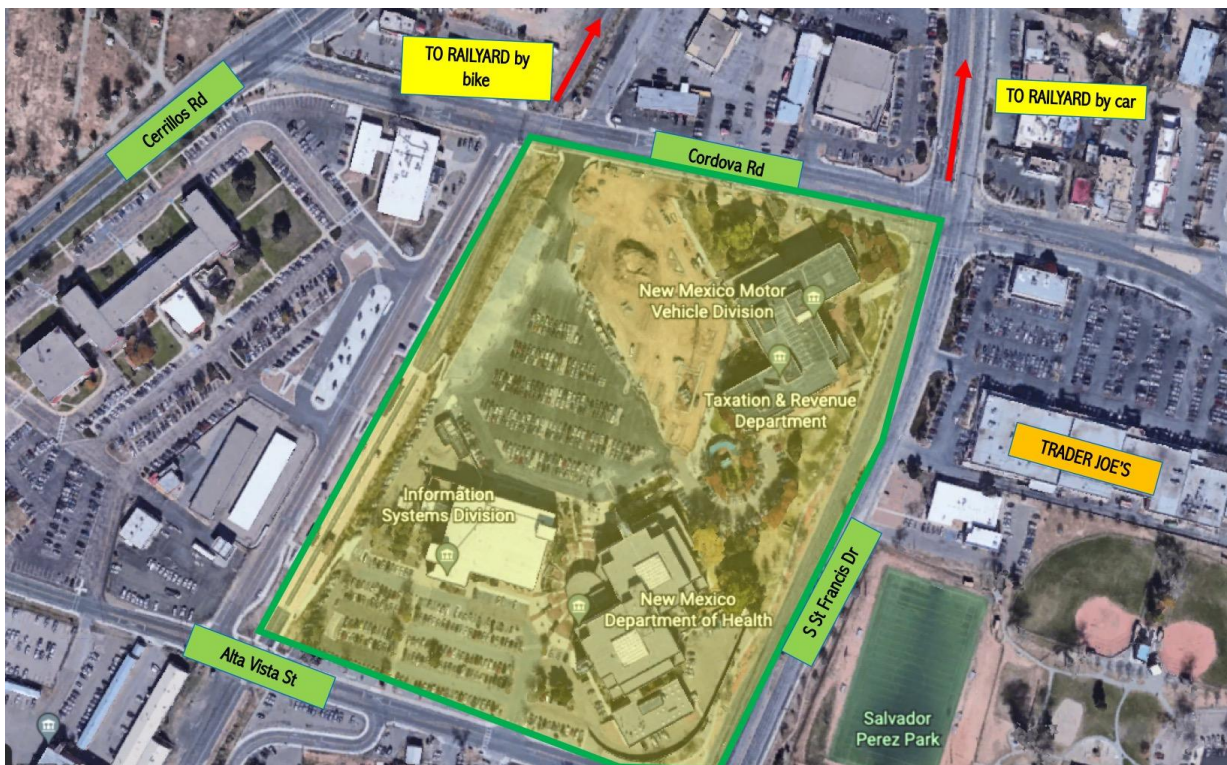 TO RAILYARD by
bike
TO RAILYARD by car
Cerrillos Rd
Cordova Rd
New Mexico Motor
Vehicle Division
Taxation & Revenue
Department
TRADER JOE'S
Information
Systems Division
New Mexico
Department of Health
S St Francis Dr
Alta Vista St
Salvador
Perez Park